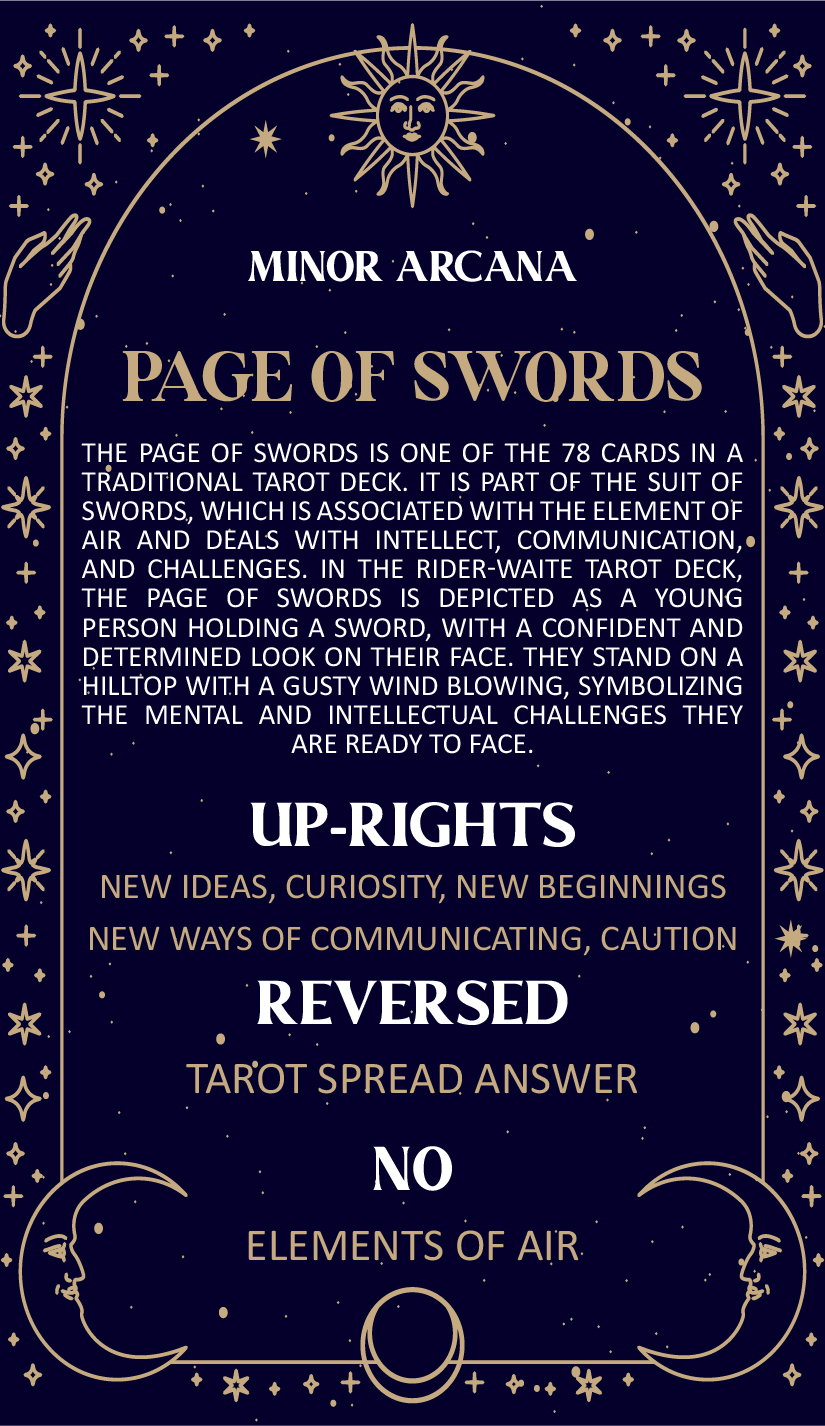 MINOR ARCANA
PAGE OF SWORDS
THE PAGE OF SWORDS IS ONE OF THE 78 CARDS IN A
TRADITIONAL TAROT DECK. IT IS PART OF THE SUIT OF
SWORDS, WHICH IS ASSOCIATED WITH THE ELEMENT OF
AIR AND DEALS WITH INTELLECT, COMMUNICATION,
AND CHALLENGES. IN THE RIDER-WAITE TAROT DECK,
THE PAGE OF SWORDS IS DEPICTED AS A YOUNG
PERSON HOLDING A SWORD, WITH A CONFIDENT AND
DETERMINED LOOK ON THEIR FACE. THEY STAND ON A
HILLTOP WITH A GUSTY WIND BLOWING, SYMBOLIZING
THE MENTAL AND INTELLECTUAL CHALLENGES THEY
ARE READY TO FACE.
UP-RIGHTS
NEW IDEAS, CURIOSITY, NEW BEGINNINGS
NEW WAYS OF COMMUNICATING, CAUTION
REVERSED
TAROT SPREAD ANSWER
NO
ELEMENTS OF AIR